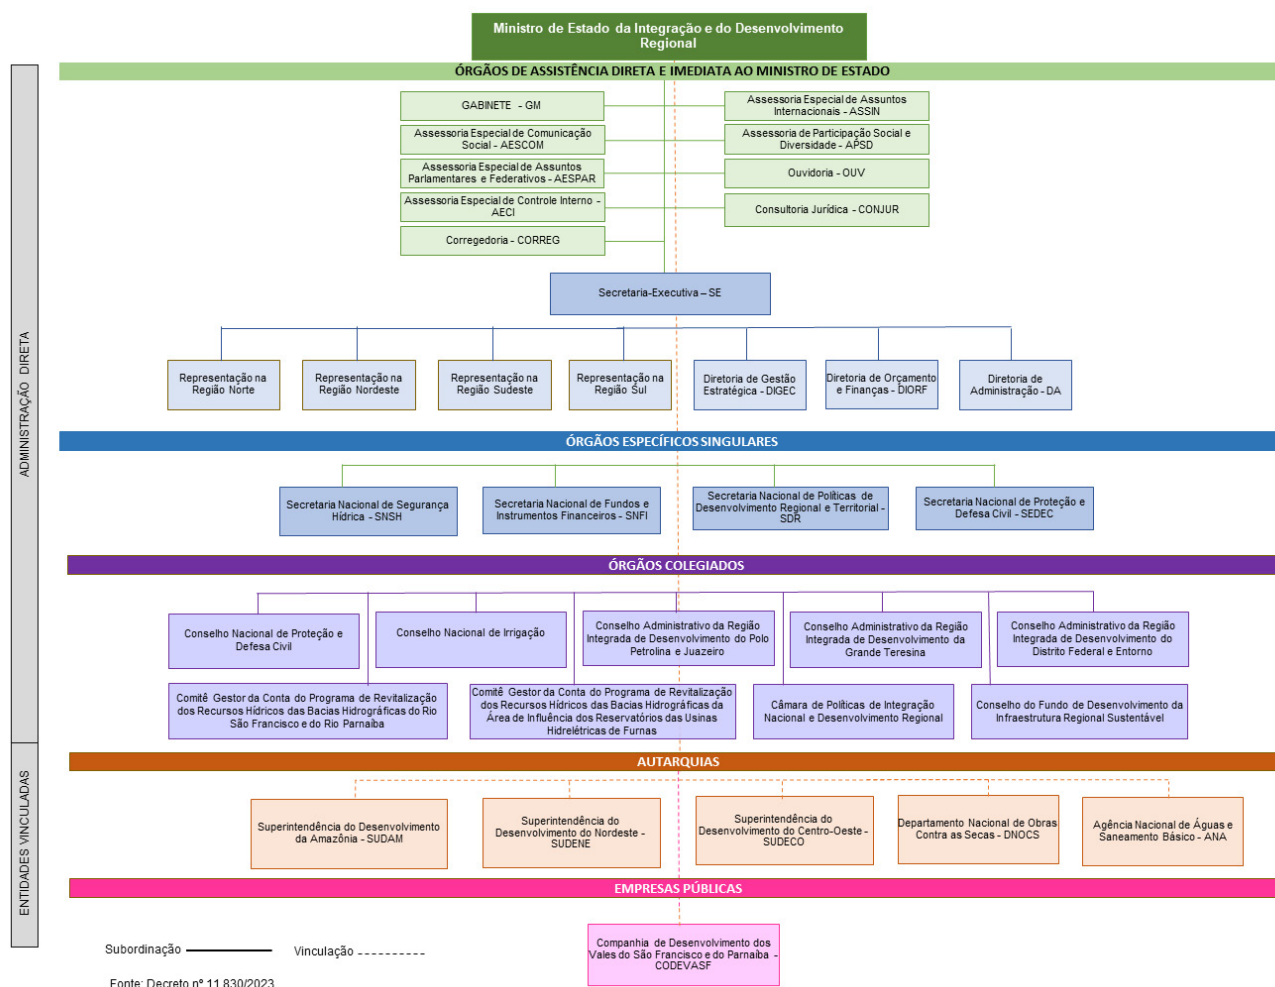 Ministro de Estado da Integração e do Desenvolvimento
Regional
ÓRGÃOS DE ASSISTÊNCIA DIRETA E IMEDIATA AO MINISTRO DE ESTADO
GABINETE - GM
Assessoria Especial de Assuntos
Internacionais - ASSIN
Assessoria Especial de Comunicação
Social - AESCOM
Assessoria de Participação Social e
Diversidade - APSD
Assessoria Especial de Assuntos
Parlamentares e Federativos - AESPAR
Ouvidoria - OUV
Assessoria Especial de Controle Interno -
AECI
Consultoria Jurídica - CONJUR
Corregedoria - CORREG
Secretaria-Executiva – SE
ADMINISTRAÇÃO DIRETA
Representação na
Região Norte
Representação na
Região Nordeste
Representação na
Região Sudeste
Representação na
Região Sul
Diretoria de Gestão
Estratégica - DIGEC
Diretoria de Orçamento
e Finanças - DIORF
Diretoria de
Administração - DA
ÓRGÃOS ESPECÍFICOS SINGULARES
Secretaria Nacional de Segurança
Hídrica - SNSH
Secretaria Nacional de Fundos e
Instrumentos Financeiros - SNFI
Secretaria Nacional de Políticas de
Desenvolvimento Regional e Territorial -
SDR
Secretaria Nacional de Proteção e
Defesa Civil - SEDEC
ÓRGÃOS COLEGIADOS
Conselho Nacional de Proteção e
Defesa Civil
Conselho Nacional de Irrigação
Conselho Administrativo da Região
Integrada de Desenvolvimento do Polo
Petrolina e Juazeiro
Conselho Administrativo da Região
Integrada de Desenvolvimento da
Grande Teresina
Conselho Administrativo da Região
Integrada de Desenvolvimento do
Distrito Federal e Entorno
Comitê Gestor da Conta do Programa de Revitalização
dos Recursos Hídricos das Bacias Hidrográficas do Rio
São Francisco e do Rio Parnaíba
Comitê Gestor da Conta do Programa de Revitalização
dos Recursos Hídricos das Bacias Hidrográficas da
Área de Influência dos Reservatórios das Usinas
Hidrelétricas de Furnas
Câmara de Políticas de Integração
Nacional e Desenvolvimento Regional
Conselho do Fundo de Desenvolvimento da
Infraestrutura Regional Sustentável
ENTIDADES VINCULADAS
AUTARQUIAS
Superintendência do Desenvolvimento
da Amazônia - SUDAM
Superintendência do
Desenvolvimento do Nordeste -
SUDENE
Superintendência do
Desenvolvimento do Centro-Oeste -
SUDECO
Departamento Nacional de Obras
Contra as Secas - DNOCS
Agência Nacional de Águas e
Saneamento Básico - ANA
EMPRESAS PÚBLICAS
Companhia de Desenvolvimento dos
Vales do São Francisco e do Parnaíba -
CODEVASF
Subordinação
Vinculação
Fonte: Decreto nº 11.830/2023